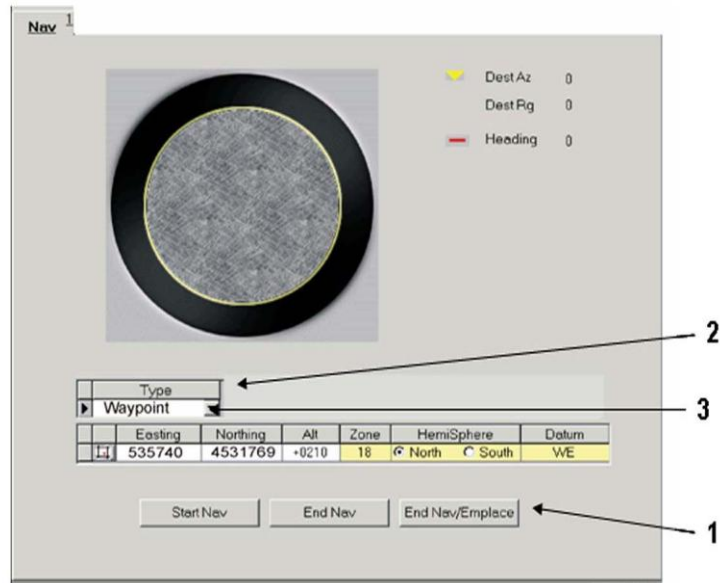 Nav 1
Dest Az 0
Dest Rg 0
Heading 0
2
Type
Waypoint
3
Easting Northing Alt Zone HemiSphere Datum
535740 4531769 +0210 18 North South WE
Start Nav End Nav End Nav/Emplace
1